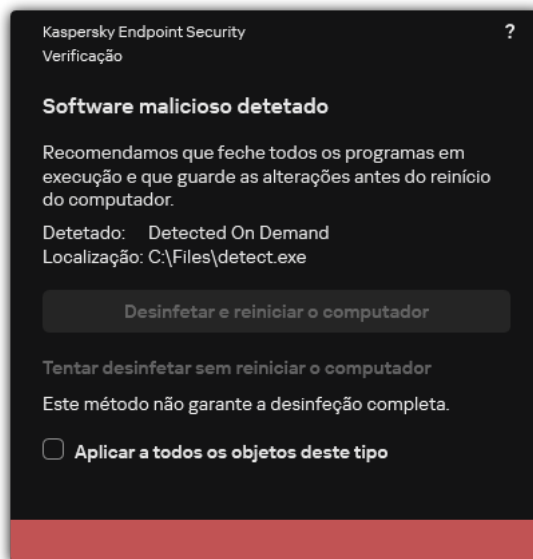 Kaspersky Endpoint Security
?
Verificação
Software malicioso detetado
Recomendamos que feche todos os programas em
execução e que guarde as alterações antes do reinício
do computador.
Detetado: Detected On Demand
Localização: C:\Files\detect.exe
Desinfetar e reiniciar o computador
Tentar desinfetar sem reiniciar o computador
Este método não garante a desinfeção completa.
Aplicar a todos os objetos deste tipo